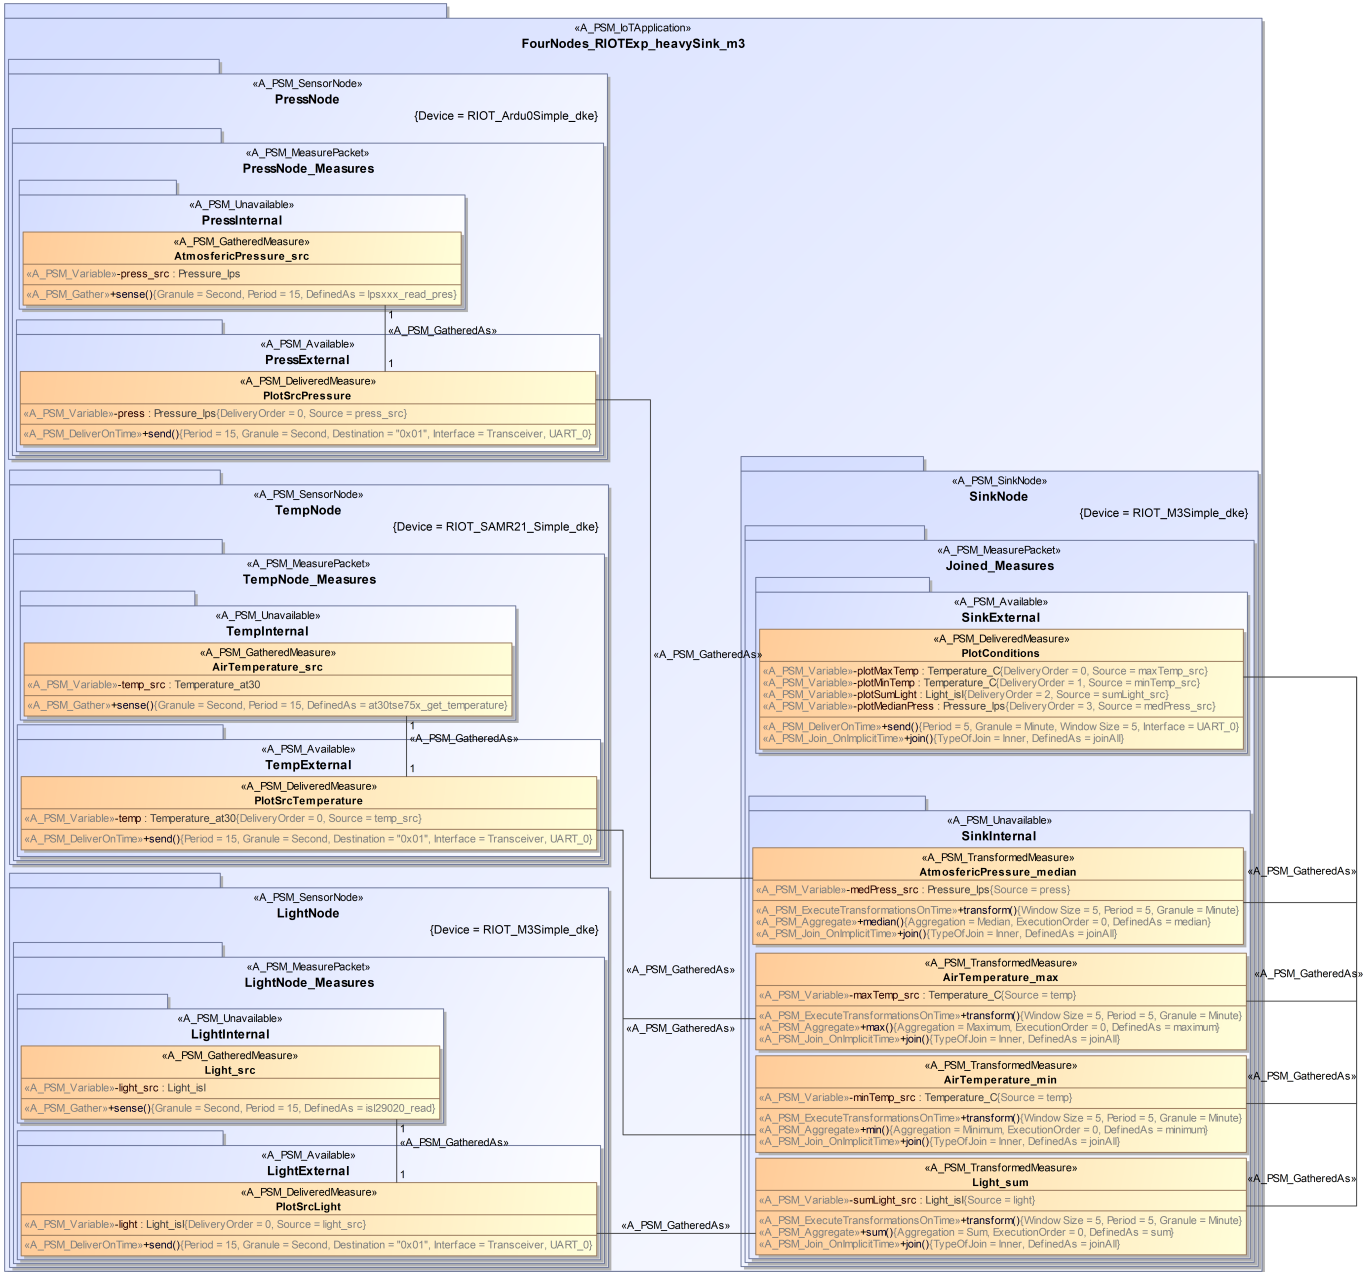 «A_PSM_IoTApplication»
FourNodes_RIOTExp_heavySink_m3
«A_PSM_SensorNode»
PressNode
{Device = RIOT_Ardu0Simple_dke}
«A_PSM_MeasurePacket»
PressNode_Measures
«A_PSM_Unavailable»
PressInternal
«A_PSM_GatheredMeasure»
AtmosfericPressure_src
«A_PSM_Variable»-press_src : Pressure_lps
«A_PSM_Gather»+sense(){Granule = Second, Period = 15, DefinedAs = lpsxxx_read_pres}
1
«A_PSM_GatheredAs»
1
«A_PSM_Available»
PressExternal
«A_PSM_DeliveredMeasure»
PlotSrcPressure
«A_PSM_Variable»-press : Pressure_lps{DeliveryOrder = 0, Source = press_src}
«A_PSM_DeliverOnTime»+send(){Period = 15, Granule = Second, Destination = "0x01", Interface = Transceiver, UART_0}
«A_PSM_SensorNode»
TempNode
{Device = RIOT_SAMR21_Simple_dke}
«A_PSM_MeasurePacket»
TempNode_Measures
«A_PSM_Unavailable»
TempInternal
«A_PSM_GatheredMeasure»
AirTemperature_src
«A_PSM_Variable»-temp_src : Temperature_at30
«A_PSM_Gather»+sense(){Granule = Second, Period = 15, DefinedAs = at30tse75x_get_temperature}
1
«A_PSM_GatheredAs»
1
«A_PSM_Available»
TempExternal
«A_PSM_DeliveredMeasure»
PlotSrcTemperature
«A_PSM_Variable»-temp : Temperature_at30{DeliveryOrder = 0, Source = temp_src}
«A_PSM_DeliverOnTime»+send(){Period = 15, Granule = Second, Destination = "0x01", Interface = Transceiver, UART_0}
«A_PSM_SensorNode»
LightNode
{Device = RIOT_M3Simple_dke}
«A_PSM_MeasurePacket»
LightNode_Measures
«A_PSM_Unavailable»
LightInternal
«A_PSM_GatheredMeasure»
Light_src
«A_PSM_Variable»-light_src : Light_isl
«A_PSM_Gather»+sense(){Granule = Second, Period = 15, DefinedAs = isl29020_read}
1
«A_PSM_GatheredAs»
1
«A_PSM_Available»
LightExternal
«A_PSM_DeliveredMeasure»
PlotSrcLight
«A_PSM_Variable»-light : Light_isl{DeliveryOrder = 0, Source = light_src}
«A_PSM_DeliverOnTime»+send(){Period = 15, Granule = Second, Destination = "0x01", Interface = Transceiver, UART_0}
«A_PSM_GatheredAs»
«A_PSM_GatheredAs»
«A_PSM_GatheredAs»
«A_PSM_GatheredAs»
«A_PSM_SinkNode»
SinkNode
{Device = RIOT_M3Simple_dke}
«A_PSM_MeasurePacket»
Joined_Measures
«A_PSM_Available»
SinkExternal
«A_PSM_DeliveredMeasure»
PlotConditions
«A_PSM_Variable»-plotMaxTemp : Temperature_C{DeliveryOrder = 0, Source = maxTemp_src}
«A_PSM_Variable»-plotMinTemp : Temperature_C{DeliveryOrder = 1, Source = minTemp_src}
«A_PSM_Variable»-plotSumLight : Light_isl{DeliveryOrder = 2, Source = sumLight_src}
«A_PSM_Variable»-plotMedianPress : Pressure_lps{DeliveryOrder = 3, Source = medPress_src}
«A_PSM_DeliverOnTime»+send(){Period = 5, Granule = Minute, Window Size = 5, Interface = UART_0}
«A_PSM_Join_OnImplicitTime»+join(){TypeOfJoin = Inner, DefinedAs = joinAll}
«A_PSM_Unavailable»
SinkInternal
«A_PSM_TransformedMeasure»
AtmosfericPressure_median
«A_PSM_Variable»-medPress_src : Pressure_lps{Source = press}
«A_PSM_ExecuteTransformationsOnTime»+transform(){Window Size = 5, Period = 5, Granule = Minute}
«A_PSM_Aggregate»+median(){Aggregation = Median, ExecutionOrder = 0, DefinedAs = median}
«A_PSM_Join_OnImplicitTime»+join(){TypeOfJoin = Inner, DefinedAs = joinAll}
«A_PSM_GatheredAs»
«A_PSM_TransformedMeasure»
AirTemperature_max
«A_PSM_Variable»-maxTemp_src : Temperature_C{Source = temp}
«A_PSM_ExecuteTransformationsOnTime»+transform(){Window Size = 5, Period = 5, Granule = Minute}
«A_PSM_Aggregate»+max(){Aggregation = Maximum, ExecutionOrder = 0, DefinedAs = maximum}
«A_PSM_Join_OnImplicitTime»+join(){TypeOfJoin = Inner, DefinedAs = joinAll}
«A_PSM_GatheredAs»
«A_PSM_TransformedMeasure»
AirTemperature_min
«A_PSM_Variable»-minTemp_src : Temperature_C{Source = temp}
«A_PSM_ExecuteTransformationsOnTime»+transform(){Window Size = 5, Period = 5, Granule = Minute}
«A_PSM_Aggregate»+min(){Aggregation = Minimum, ExecutionOrder = 0, DefinedAs = minimum}
«A_PSM_Join_OnImplicitTime»+join(){TypeOfJoin = Inner, DefinedAs = joinAll}
«A_PSM_GatheredAs»
«A_PSM_TransformedMeasure»
Light_sum
«A_PSM_Variable»-sumLight_src : Light_isl{Source = light}
«A_PSM_ExecuteTransformationsOnTime»+transform(){Window Size = 5, Period = 5, Granule = Minute}
«A_PSM_Aggregate»+sum(){Aggregation = Sum, ExecutionOrder = 0, DefinedAs = sum}
«A_PSM_Join_OnImplicitTime»+join(){TypeOfJoin = Inner, DefinedAs = joinAll}
«A_PSM_GatheredAs»